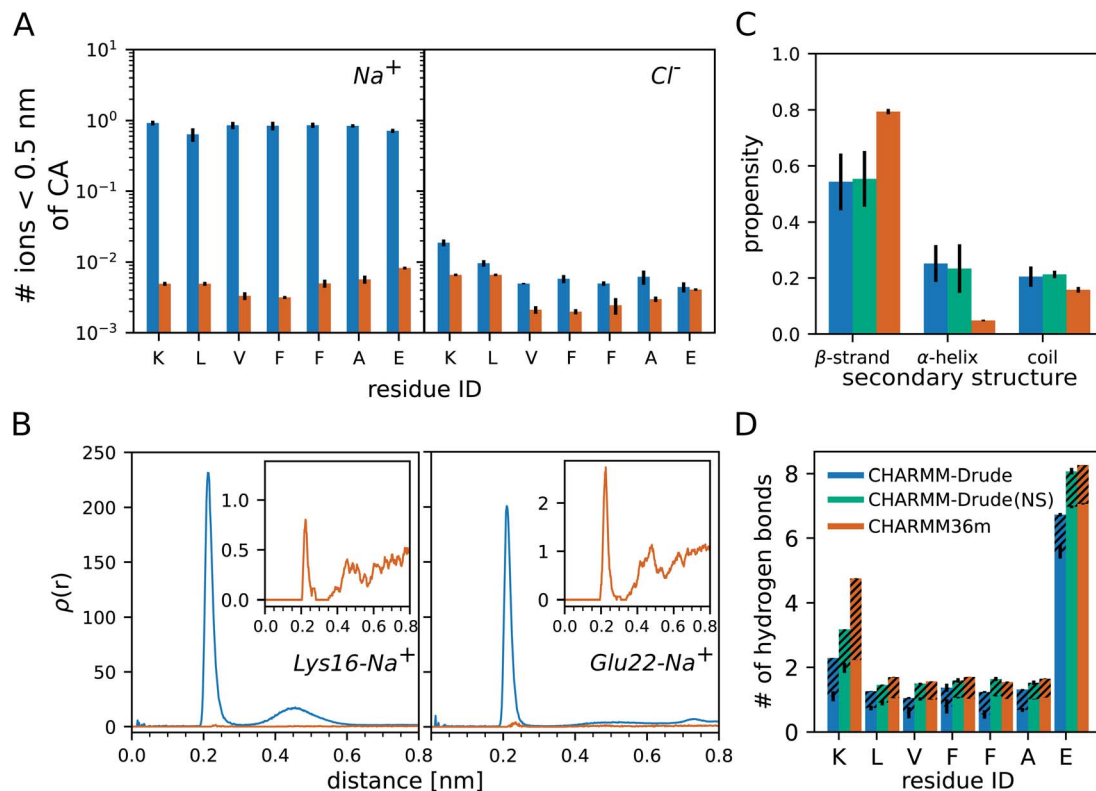 A
# ions < 0.5 nm
of CA
10¹
10⁰
10⁻¹
10⁻²
10⁻³
Na⁺
Cl⁻
K L V F F A E
K L V F F A E
residue ID
C
propensity
1.0
0.8
0.6
0.4
0.2
0.0
β-strand α-helix coil
secondary structure
B
ρ(r)
250
200
150
100
50
0
1.0
0.5
0.0
0.0 0.2 0.4 0.6 0.8
Lys16-Na⁺
2
1
0
0.0 0.2 0.4 0.6 0.8
Glu22-Na⁺
0.0 0.2 0.4 0.6 0.8
0.2 0.4 0.6 0.8
distance [nm]
D
# of hydrogen bonds
8
6
4
2
0
CHARMM-Drude
CHARMM-Drude(NS)
CHARMM36m
K L V F F A E
residue ID